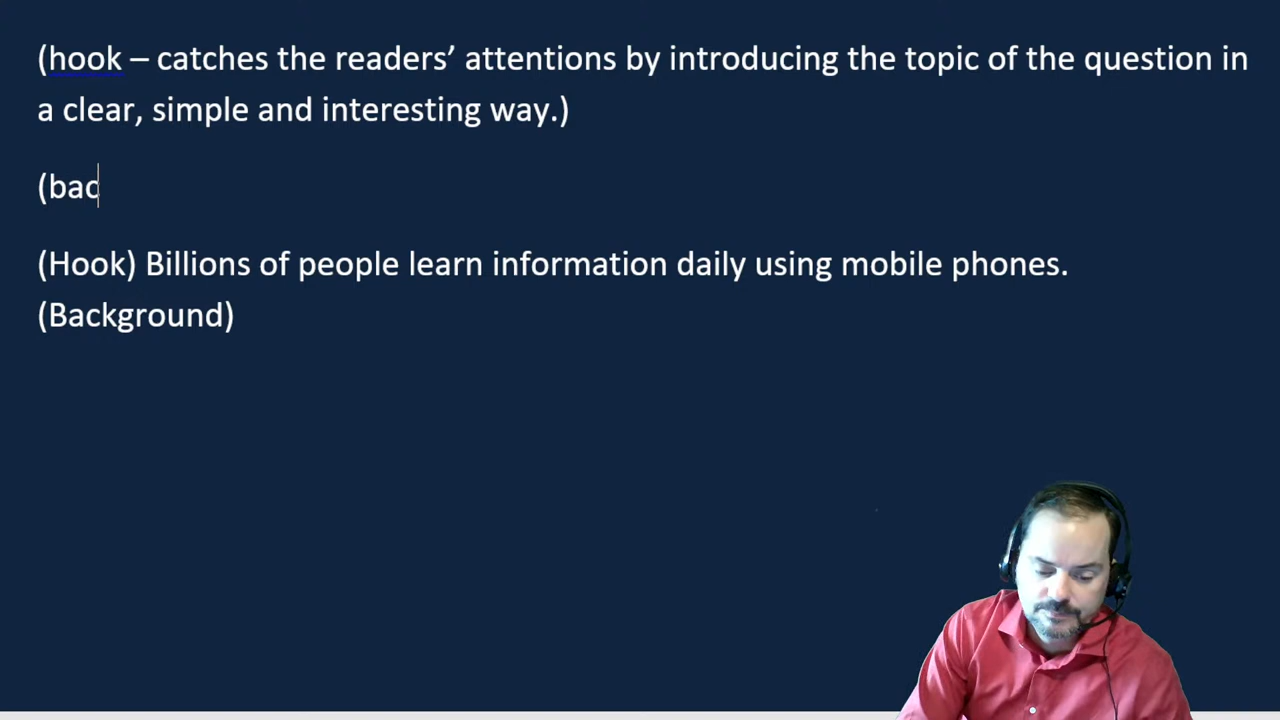 (hook – catches the readers’ attentions by introducing the topic of the question in
a clear, simple and interesting way.)
(bac
(Hook) Billions of people learn information daily using mobile phones.
(Background)